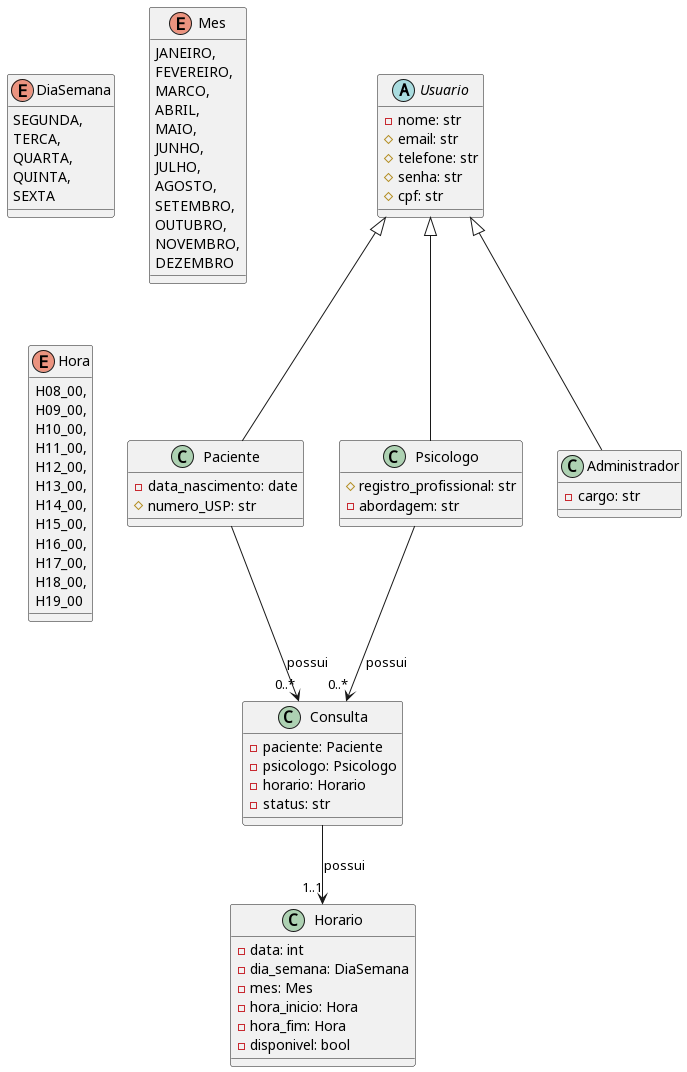 DiaSemana
SEGUNDA,
TERCA,
QUARTA,
QUINTA,
SEXTA
Mes
JANEIRO,
FEVEREIRO,
MARCO,
ABRIL,
MAIO,
JUNHO,
JULHO,
AGOSTO,
SETEMBRO,
OUTUBRO,
NOVEMBRO,
DEZEMBRO
Usuario
nome: str
email: str
telefone: str
senha: str
cpf: str
Hora
H08_00,
H09_00,
H10_00,
H11_00,
H12_00,
H13_00,
H14_00,
H15_00,
H16_00,
H17_00,
H18_00,
H19_00
Paciente
data_nascimento: date
numero_USP: str
Psicologo
registro_profissional: str
abordagem: str
Administrador
cargo: str
possui
0..*
possui
0..*
Consulta
paciente: Paciente
psicologo: Psicologo
horario: Horario
status: str
possui
1..1
Horario
data: int
dia_semana: DiaSemana
mes: Mes
hora_inicio: Hora
hora_fim: Hora
disponivel: bool